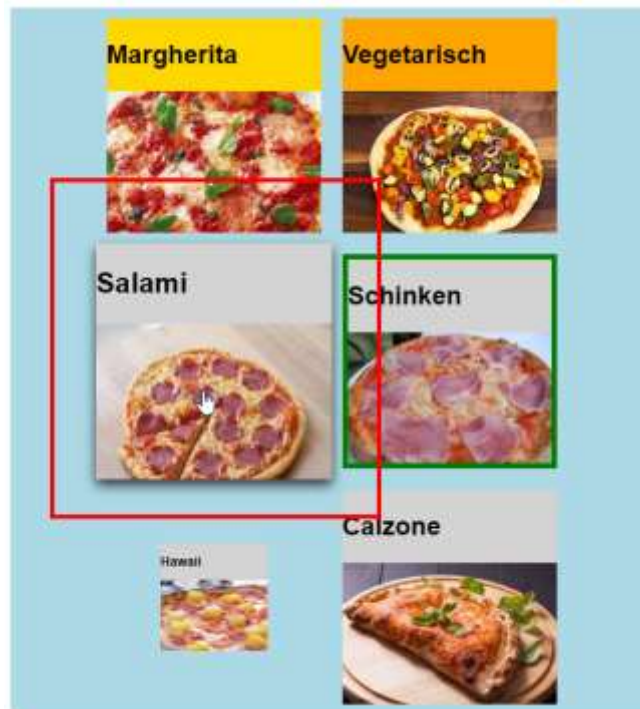 Margherita
Vegetarisch
Salami
Schinken
Hawaii
Calzone